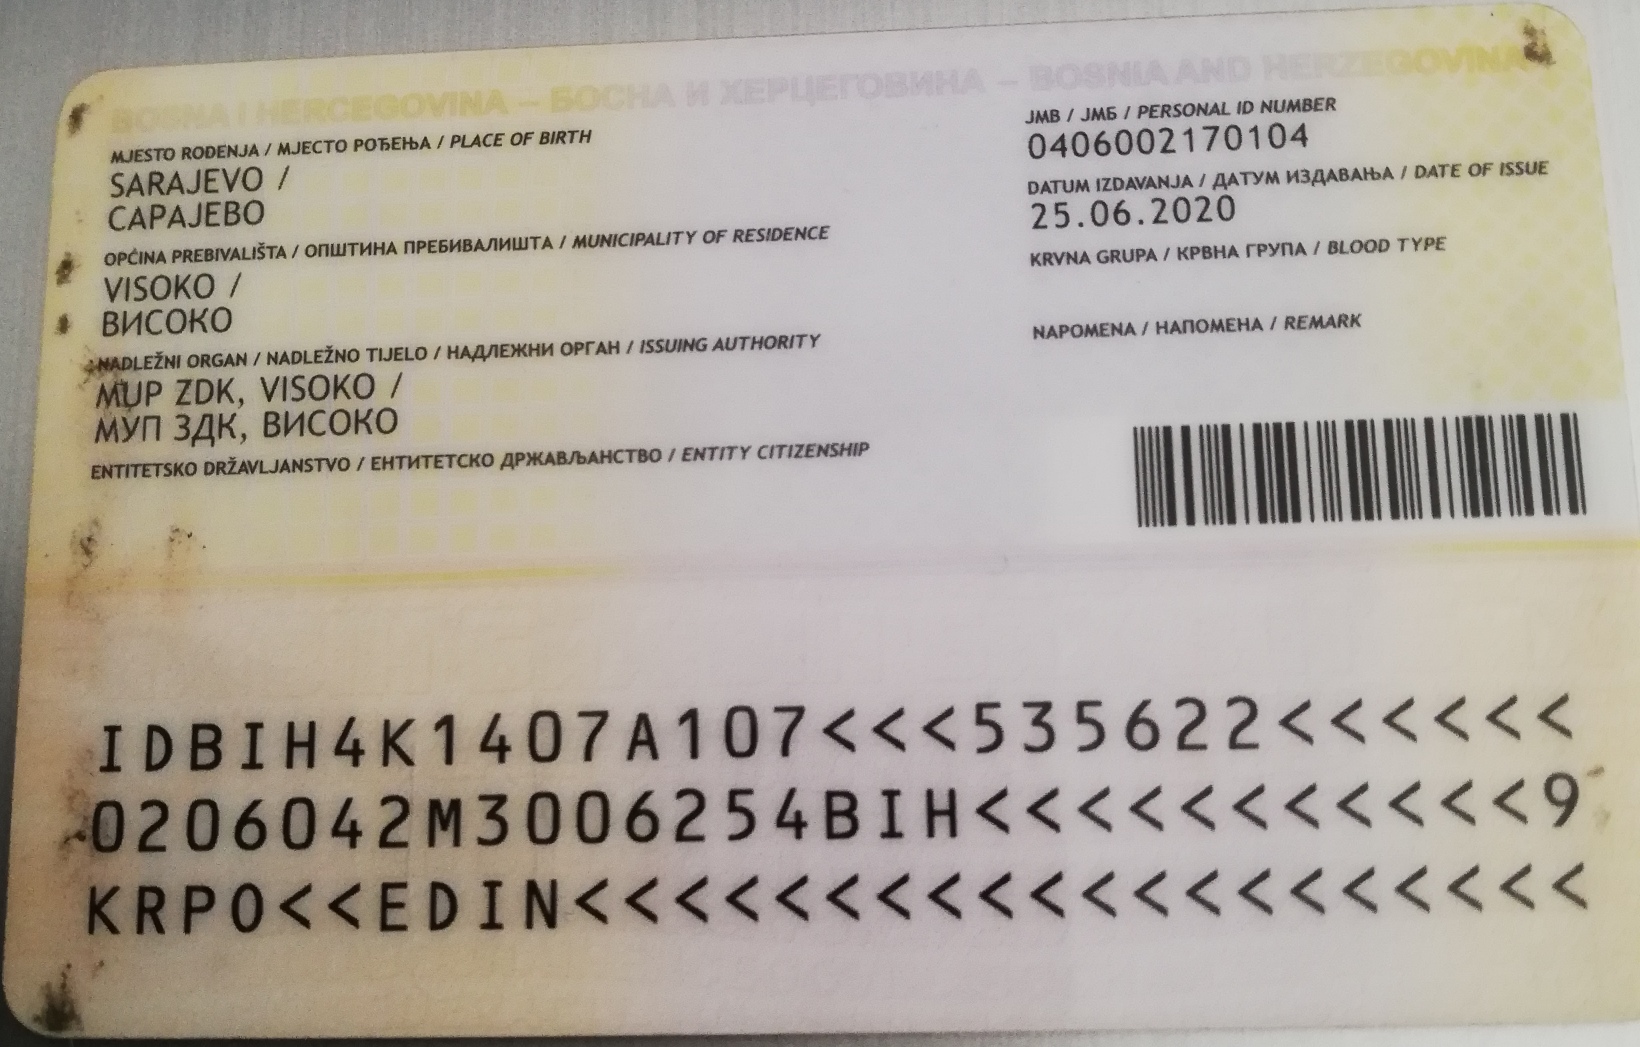 BOSNA I HERCEGOVINA – БОСНА И ХЕРЦЕГОВИНА – BOSNIA AND HERZEGOVINA
MJESTO ROĐENJA / МЈЕСТО РОЂЕЊА / PLACE OF BIRTH
SARAJEVO /
САРАЈЕВО
OPĆINA PREBIVALIŠTA / ОПШТИНА ПРЕБИВАЛИШТА / MUNICIPALITY OF RESIDENCE
VISOKO /
ВИСОКО
NADLEŽNI ORGAN / NADLEŽNO TIJELO / НАДЛЕЖНИ ОРГАН / ISSUING AUTHORITY
MUP ZDK, VISOKO /
МУП ЗДК, ВИСОКО
ENTITETSKO DRŽAVLJANSTVO / ЕНТИТЕТСКО ДРЖАВЉАНСТВО / ENTITY CITIZENSHIP
JMB / ЈМБ / PERSONAL ID NUMBER
0406002170104
DATUM IZDAVANJA / ДАТУМ ИЗДАВАЊА / DATE OF ISSUE
25.06.2020
KRVNA GRUPA / КРВНА ГРУПА / BLOOD TYPE
NAPOMENA / НАПОМЕНА / REMARK
IDBIH4K1407A107<<<535622<<<<<<
0206042M3006254BIH<<<<<<<<<<<9
KRPO<<EDIN<<<<<<<<<<<<<<<<<<<<